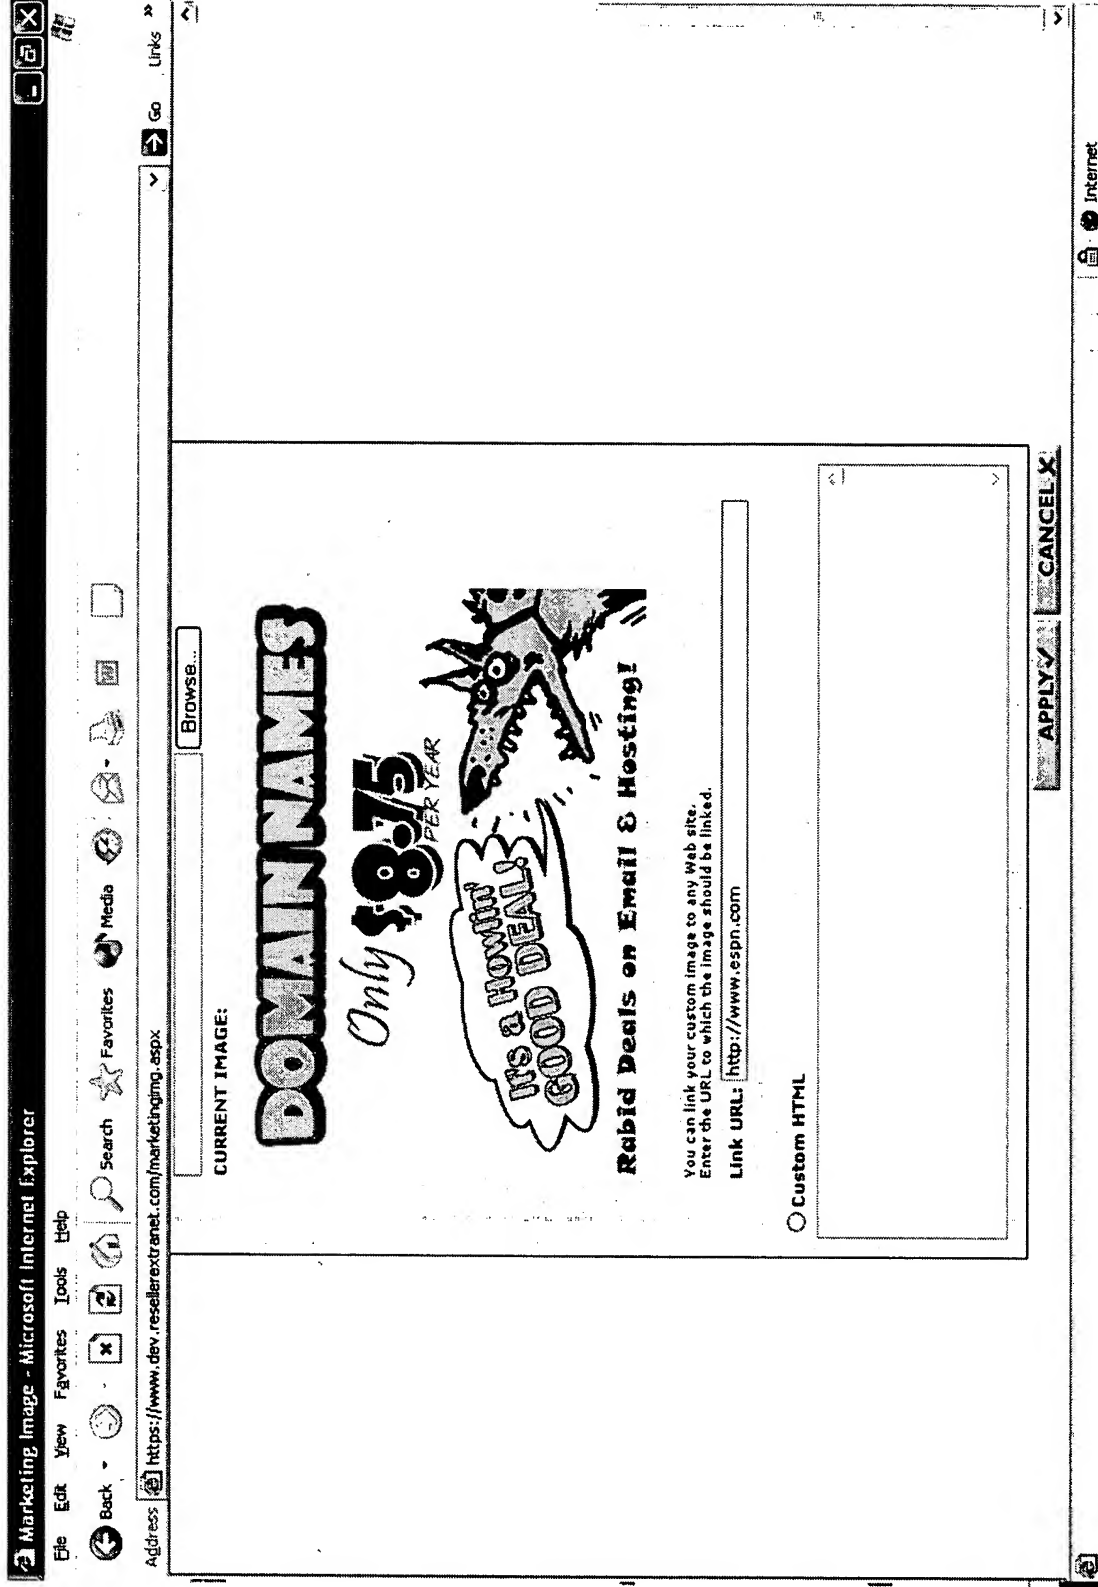 Marketing Image - Microsoft Internet Explorer
File Edit View Favorites Tools Help
Back Search Favorites Media
Address https://www.dev.resellerextranet.com/marketingimg.aspx Go Links »
Browse...
CURRENT IMAGE:
DOMAIN NAMES
Only $8.75
PER YEAR
It's a Howlin'
GOOD DEAL!
Rabid Deals on Email & Hosting!
You can link your custom image to any Web site.
Enter the URL to which the image should be linked.
Link URL: http://www.espn.com
Custom HTML
APPLY CANCEL X
Internet